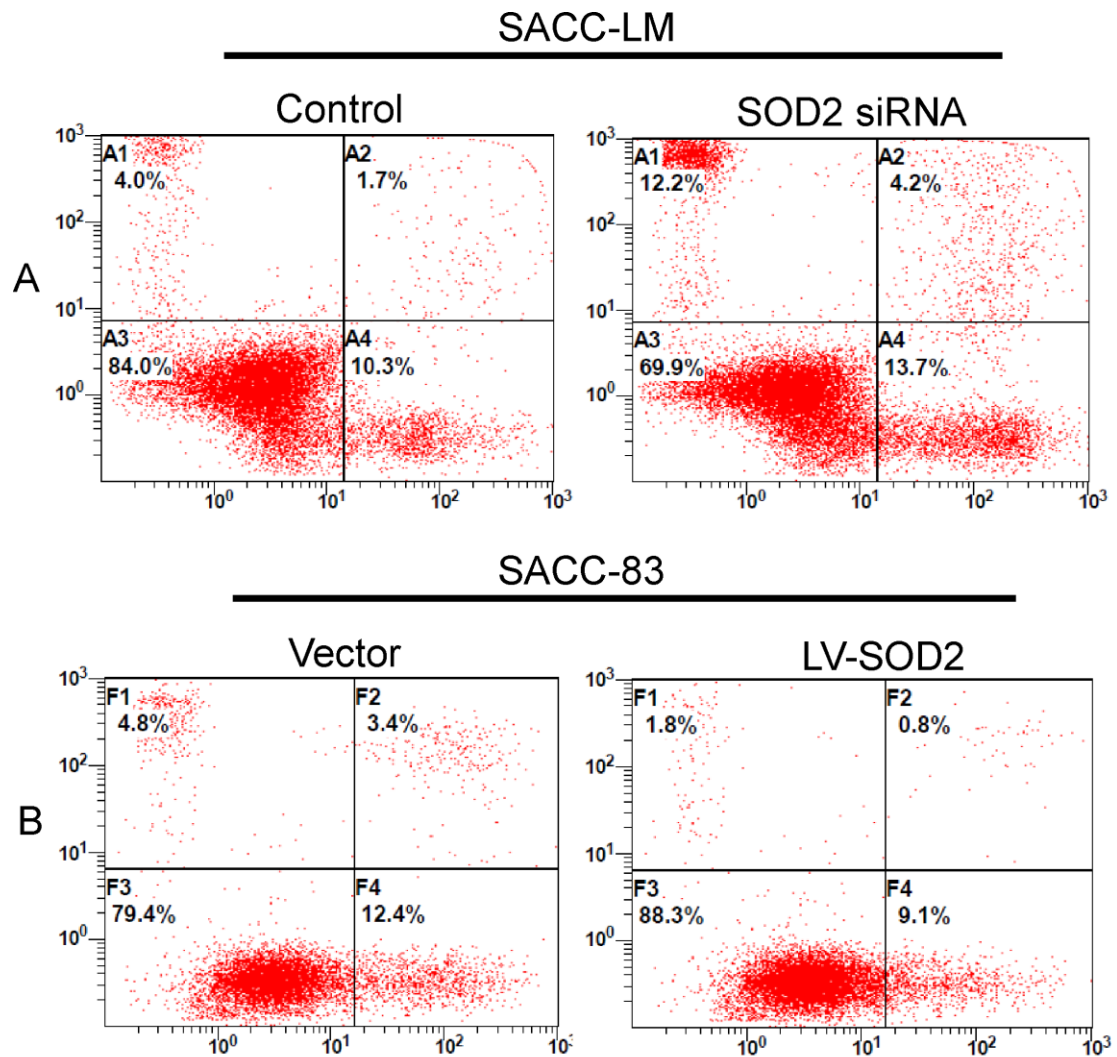 SACC-LM
Control
SOD2 siRNA
A
10³
10²
10¹
10⁰
A1
4.0%
A2
1.7%
A3
84.0%
A4
10.3%
10⁰
10¹
10²
10³
10³
10²
10¹
10⁰
A1
12.2%
A2
4.2%
A3
69.9%
A4
13.7%
10⁰
10¹
10²
10³
SACC-83
Vector
LV-SOD2
B
10³
10²
10¹
10⁰
F1
4.8%
F2
3.4%
F3
79.4%
F4
12.4%
10⁰
10¹
10²
10³
10³
10²
10¹
10⁰
F1
1.8%
F2
0.8%
F3
88.3%
F4
9.1%
10⁰
10¹
10²
10³